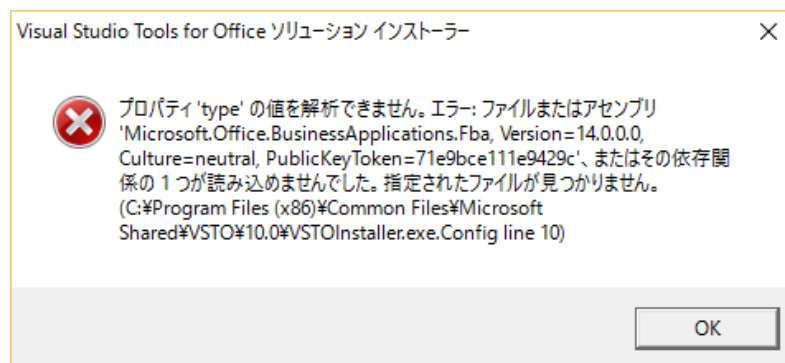 Visual Studio Tools for Office ソリューション インストーラー
プロパティ 'type' の値を解析できません。エラー: ファイルまたはアセンブリ
'Microsoft.Office.BusinessApplications.Fba, Version=14.0.0.0,
Culture=neutral, PublicKeyToken=71e9bce111e9429c'、またはその依存関
係の 1 つが読み込めませんでした。指定されたファイルが見つかりません。
(C:¥Program Files (x86)¥Common Files¥Microsoft
Shared¥VSTO¥10.0¥VSTOInstaller.exe.Config line 10)
OK